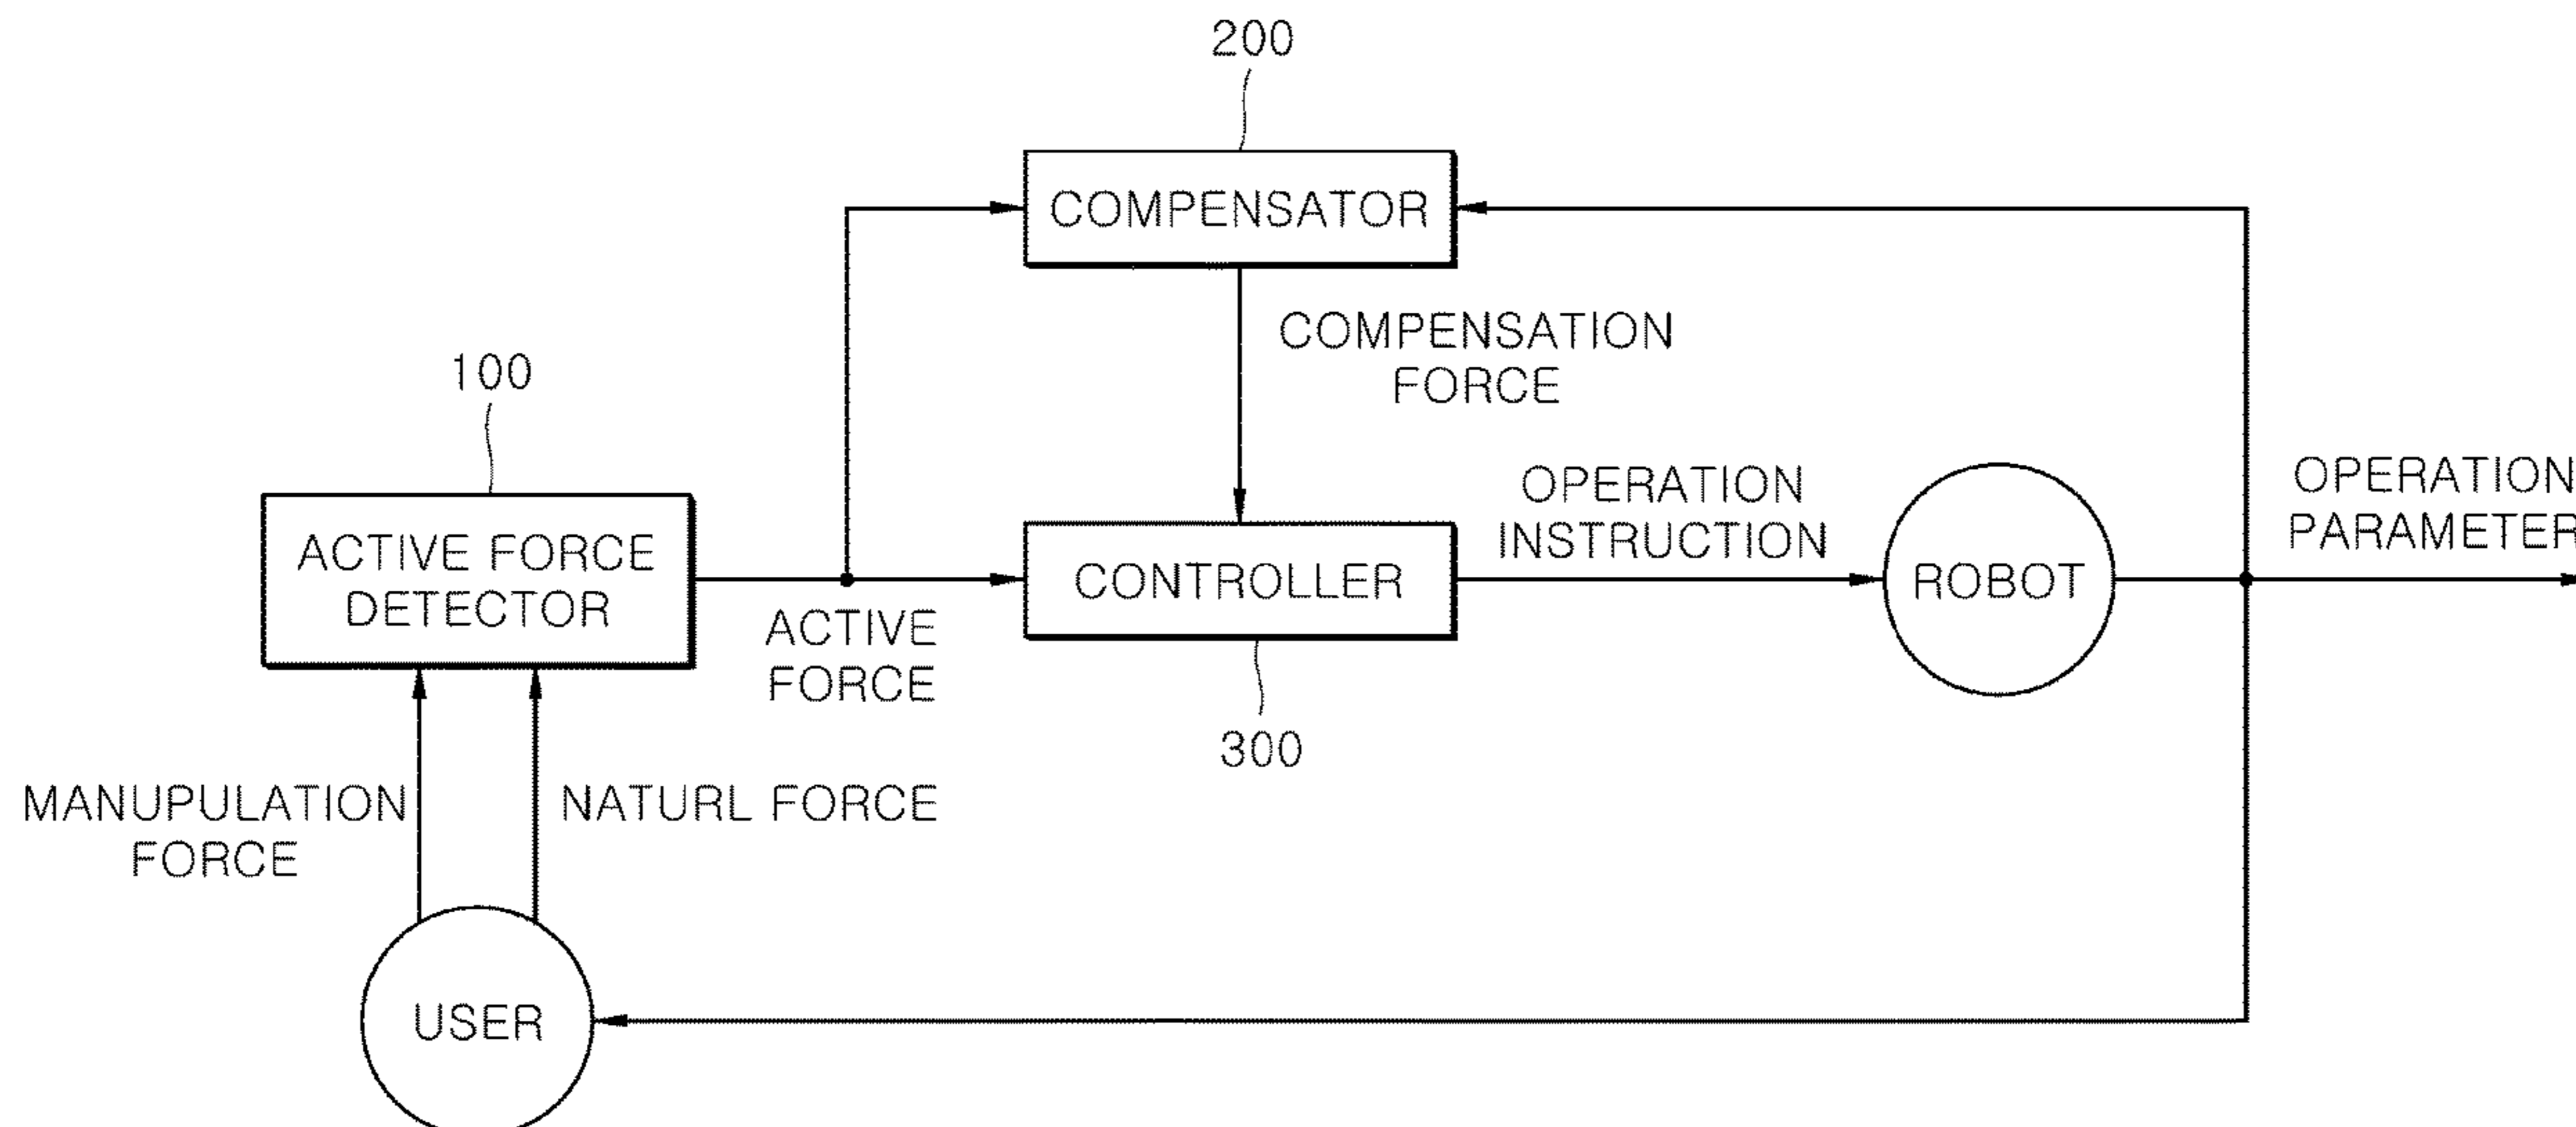 200
COMPENSATOR
COMPENSATION
FORCE
100
ACTIVE FORCE
DETECTOR
ACTIVE
FORCE
CONTROLLER
300
OPERATION
INSTRUCTION
ROBOT
OPERATION
PARAMETER
MANUPULATION
FORCE
NATURL FORCE
USER